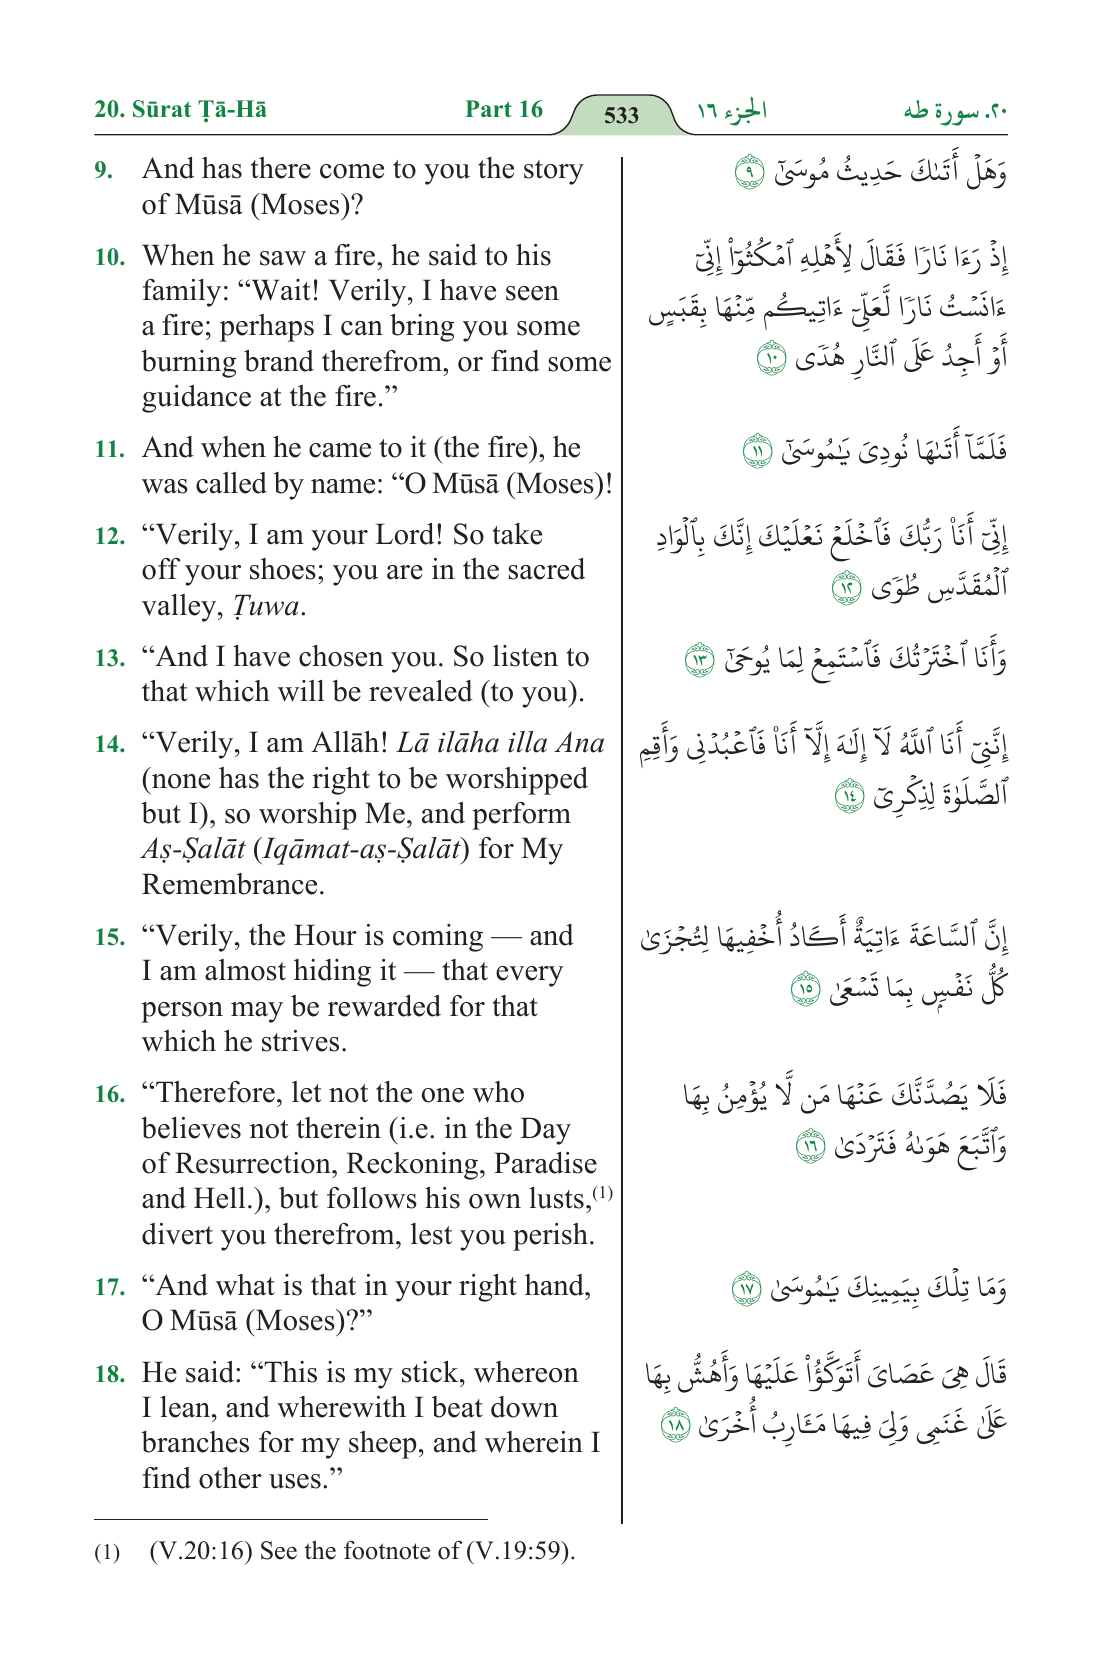 20. Sūrat Ṭā-Hā
Part 16
533
الجزء ١٦
٢٠. سورة طه
9. And has there come to you the story
of Mūsā (Moses)?
10. When he saw a fire, he said to his
family: “Wait! Verily, I have seen
a fire; perhaps I can bring you some
burning brand therefrom, or find some
guidance at the fire.”
11. And when he came to it (the fire), he
was called by name: “O Mūsā (Moses)!
12. “Verily, I am your Lord! So take
off your shoes; you are in the sacred
valley, Ṭuwa.
13. “And I have chosen you. So listen to
that which will be revealed (to you).
14. “Verily, I am Allāh! Lā ilāha illa Ana
(none has the right to be worshipped
but I), so worship Me, and perform
Aṣ-Ṣalāt (Iqāmat-aṣ-Ṣalāt) for My
Remembrance.
15. “Verily, the Hour is coming — and
I am almost hiding it — that every
person may be rewarded for that
which he strives.
16. “Therefore, let not the one who
believes not therein (i.e. in the Day
of Resurrection, Reckoning, Paradise
and Hell.), but follows his own lusts,(1)
divert you therefrom, lest you perish.
17. “And what is that in your right hand,
O Mūsā (Moses)?”
18. He said: “This is my stick, whereon
I lean, and wherewith I beat down
branches for my sheep, and wherein I
find other uses.”
وَهَلْ أَتَىٰكَ حَدِيثُ مُوسَىٰٓ ٩
إِذْ رَءَا نَارًا فَقَالَ لِأَهْلِهِ ٱمْكُثُوٓا۟ إِنِّىٓ
ءَانَسْتُ نَارًا لَّعَلِّىٓ ءَاتِيكُم مِّنْهَا بِقَبَسٍ
أَوْ أَجِدُ عَلَى ٱلنَّارِ هُدًى ١٠
فَلَمَّآ أَتَىٰهَا نُودِىَ يَـٰمُوسَىٰٓ ١١
إِنِّىٓ أَنَا۠ رَبُّكَ فَٱخْلَعْ نَعْلَيْكَ إِنَّكَ بِٱلْوَادِ
ٱلْمُقَدَّسِ طُوًى ١٢
وَأَنَا ٱخْتَرْتُكَ فَٱسْتَمِعْ لِمَا يُوحَىٰٓ ١٣
إِنَّنِىٓ أَنَا ٱللَّهُ لَآ إِلَـٰهَ إِلَّآ أَنَا۠ فَٱعْبُدْنِى وَأَقِمِ
ٱلصَّلَوٰةَ لِذِكْرِىٓ ١٤
إِنَّ ٱلسَّاعَةَ ءَاتِيَةٌ أَكَادُ أُخْفِيهَا لِتُجْزَىٰ
كُلُّ نَفْسٍۭ بِمَا تَسْعَىٰ ١٥
فَلَا يَصُدَّنَّكَ عَنْهَا مَن لَّا يُؤْمِنُ بِهَا
وَٱتَّبَعَ هَوَىٰهُ فَتَرْدَىٰ ١٦
وَمَا تِلْكَ بِيَمِينِكَ يَـٰمُوسَىٰ ١٧
قَالَ هِىَ عَصَاىَ أَتَوَكَّؤُا۟ عَلَيْهَا وَأَهُشُّ بِهَا
عَلَىٰ غَنَمِى وَلِىَ فِيهَا مَـَٔارِبُ أُخْرَىٰ ١٨
(1) (V.20:16) See the footnote of (V.19:59).